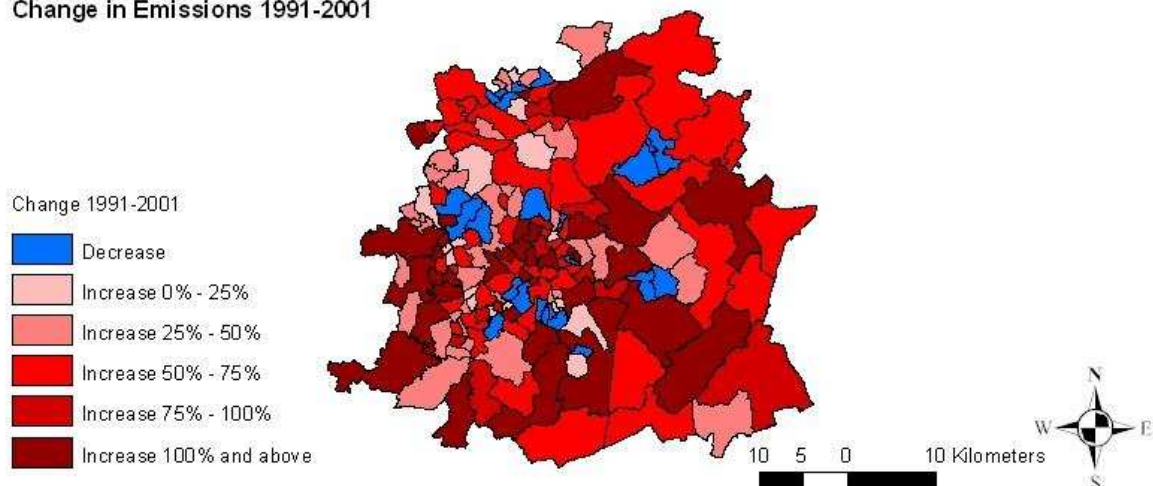 Change in Emissions 1991-2001
Change 1991-2001
Decrease
Increase 0% - 25%
Increase 25% - 50%
Increase 50% - 75%
Increase 75% - 100%
Increase 100% and above
10 5 0 10 Kilometers
N
W E
S